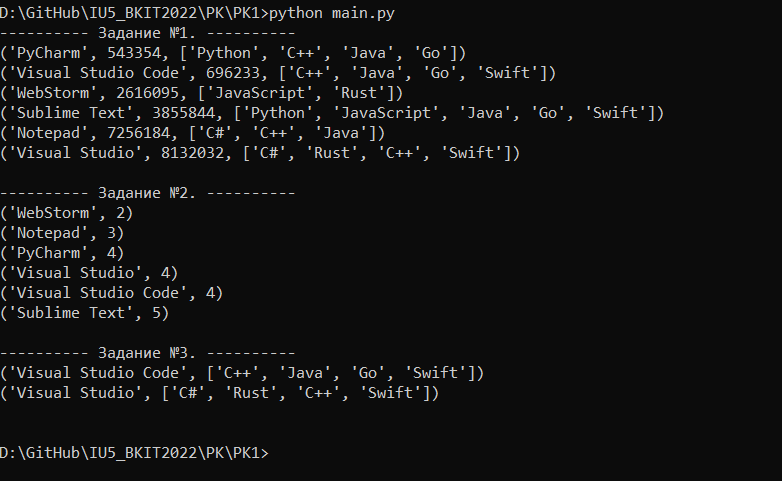 D:\GitHub\IU5_BKIT2022\PK\PK1>python main.py
---------- Задание №1. ----------
('PyCharm', 543354, ['Python', 'C++', 'Java', 'Go'])
('Visual Studio Code', 696233, ['C++', 'Java', 'Go', 'Swift'])
('WebStorm', 2616095, ['JavaScript', 'Rust'])
('Sublime Text', 3855844, ['Python', 'JavaScript', 'Java', 'Go', 'Swift'])
('Notepad', 7256184, ['C#', 'C++', 'Java'])
('Visual Studio', 8132032, ['C#', 'Rust', 'C++', 'Swift'])
---------- Задание №2. ----------
('WebStorm', 2)
('Notepad', 3)
('PyCharm', 4)
('Visual Studio', 4)
('Visual Studio Code', 4)
('Sublime Text', 5)
---------- Задание №3. ----------
('Visual Studio Code', ['C++', 'Java', 'Go', 'Swift'])
('Visual Studio', ['C#', 'Rust', 'C++', 'Swift'])
D:\GitHub\IU5_BKIT2022\PK\PK1>